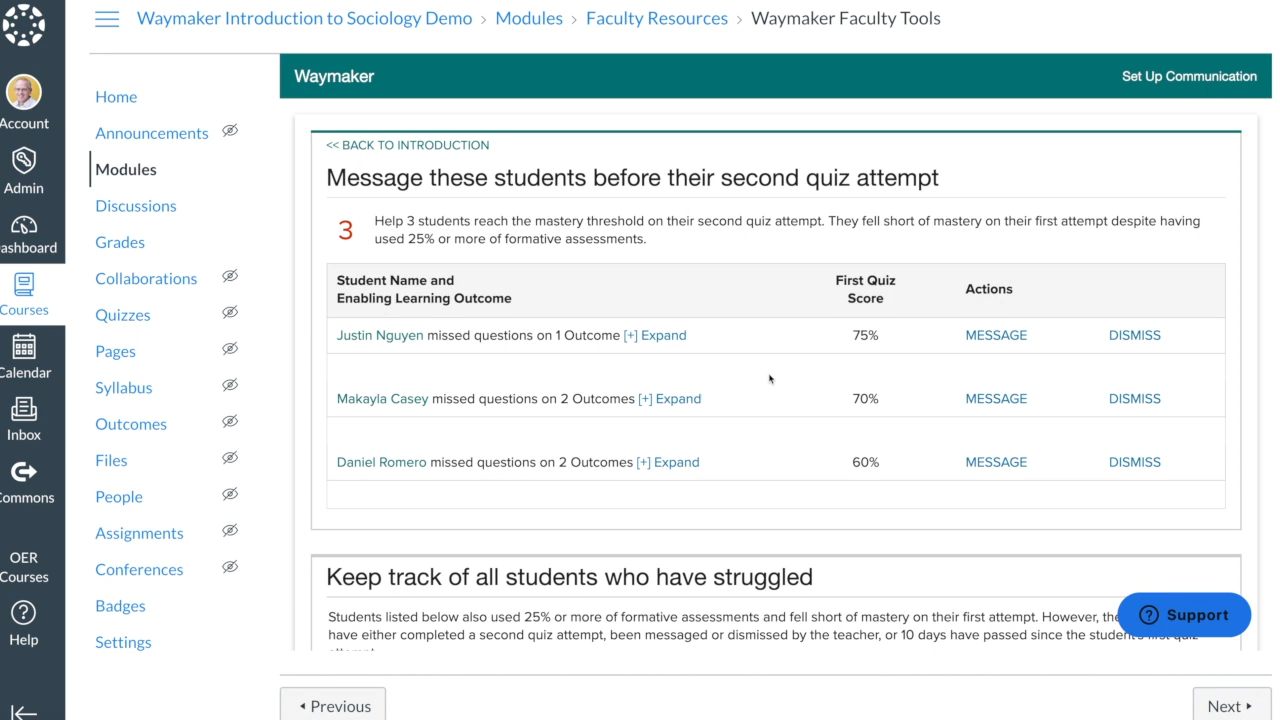 Waymaker Introduction to Sociology Demo › Modules › Faculty Resources › Waymaker Faculty Tools
Account
Admin
Dashboard
Courses
Calendar
Inbox
Commons
OER
Courses
Help
Home
Announcements
Modules
Discussions
Grades
Collaborations
Quizzes
Pages
Syllabus
Outcomes
Files
People
Assignments
Conferences
Badges
Settings
Waymaker Set Up Communication
<< BACK TO INTRODUCTION
Message these students before their second quiz attempt
3
Help 3 students reach the mastery threshold on their second quiz attempt. They fell short of mastery on their first attempt despite having
used 25% or more of formative assessments.
Student Name and
Enabling Learning Outcome
First Quiz
Score
Actions
Justin Nguyen missed questions on 1 Outcome [+] Expand 75% MESSAGE DISMISS
Makayla Casey missed questions on 2 Outcomes [+] Expand 70% MESSAGE DISMISS
Daniel Romero missed questions on 2 Outcomes [+] Expand 60% MESSAGE DISMISS
Keep track of all students who have struggled
Students listed below also used 25% or more of formative assessments and fell short of mastery on their first attempt. However, the
have either completed a second quiz attempt, been messaged or dismissed by the teacher, or 10 days have passed since the student's first quiz
Support
Previous
Next